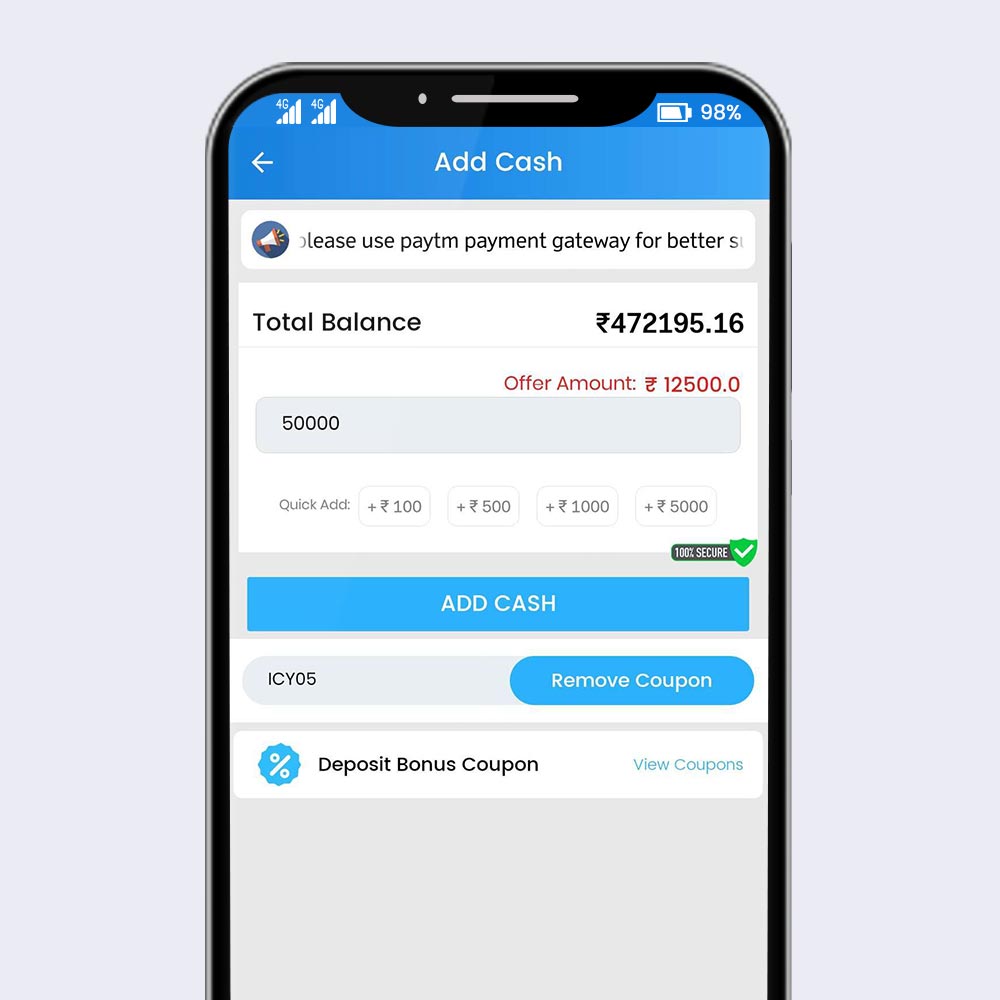 4G 4G 98%
Add Cash
please use paytm payment gateway for better
Total Balance ₹472195.16
Offer Amount: ₹ 12500.0
50000
Quick Add: +₹ 100 +₹ 500 +₹ 1000 +₹ 5000
100% SECURE
ADD CASH
ICY05 Remove Coupon
Deposit Bonus Coupon View Coupons